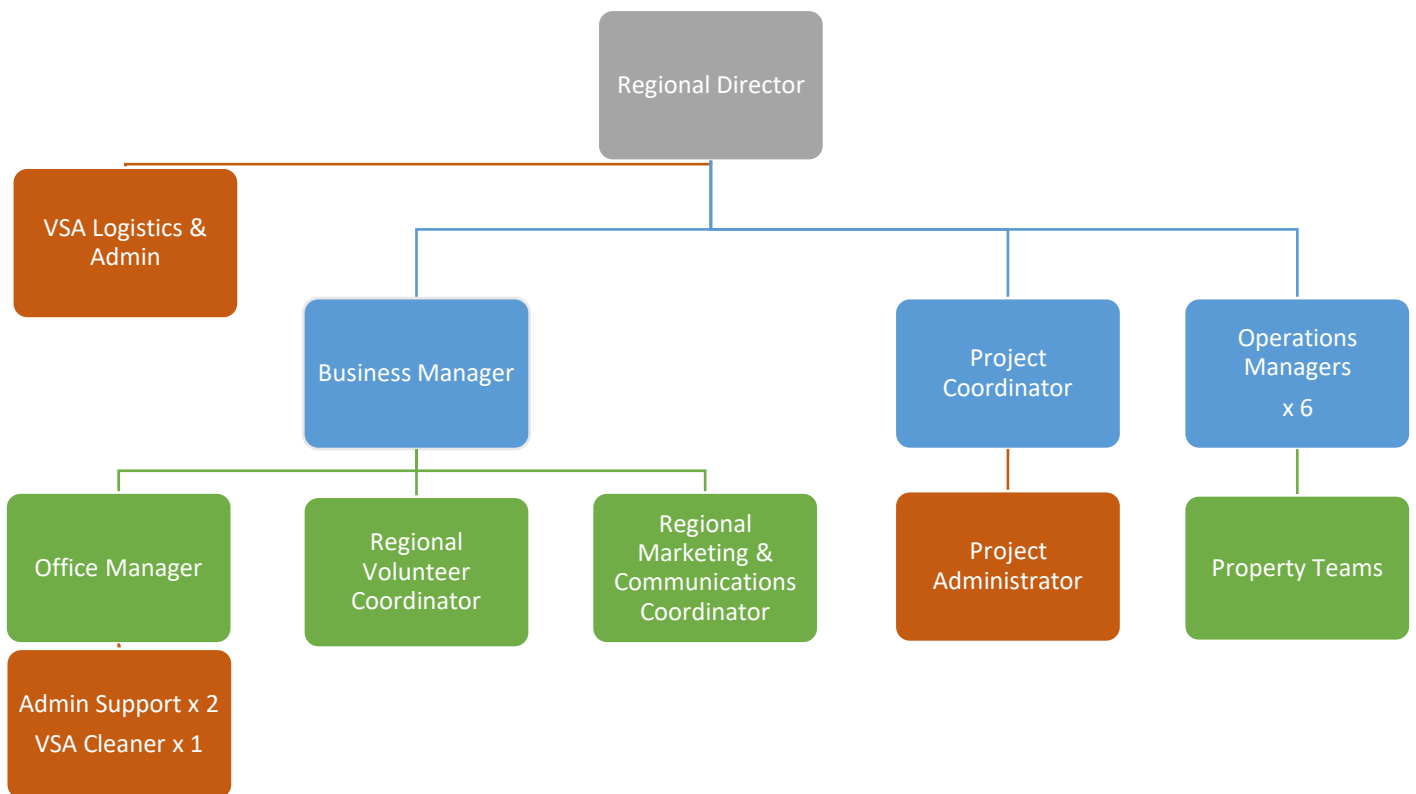 Regional Director
VSA Logistics &
Admin
Business Manager
Project
Coordinator
Operations
Managers
x 6
Office Manager
Regional
Volunteer
Coordinator
Regional
Marketing &
Communications
Coordinator
Project
Administrator
Property Teams
Admin Support x 2
VSA Cleaner x 1